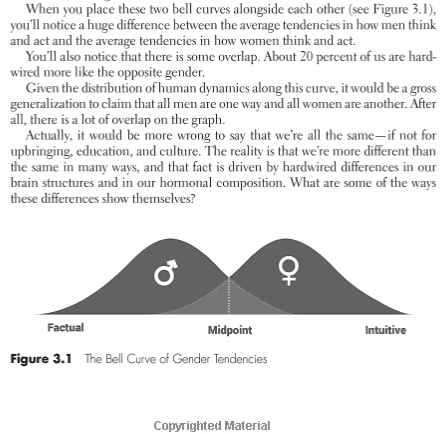 When you place these two bell curves alongside each other (see Figure 3.1),
you'll notice a huge difference between the average tendencies in how men think
and act and the average tendencies in how women think and act.
You'll also notice that there is some overlap. About 20 percent of us are hard-
wired more like the opposite gender.
Given the distribution of human dynamics along this curve, it would be a gross
generalization to claim that all men are one way and all women are another. After
all, there is a lot of overlap on the graph.
Actually, it would be more wrong to say that we're all the same—if not for
upbringing, education, and culture. The reality is that we're more different than
the same in many ways, and that fact is driven by hardwired differences in our
brain structures and in our hormonal composition. What are some of the ways
these differences show themselves?
♂ ♀
Factual Midpoint Intuitive
Figure 3.1 The Bell Curve of Gender Tendencies
Copyrighted Material